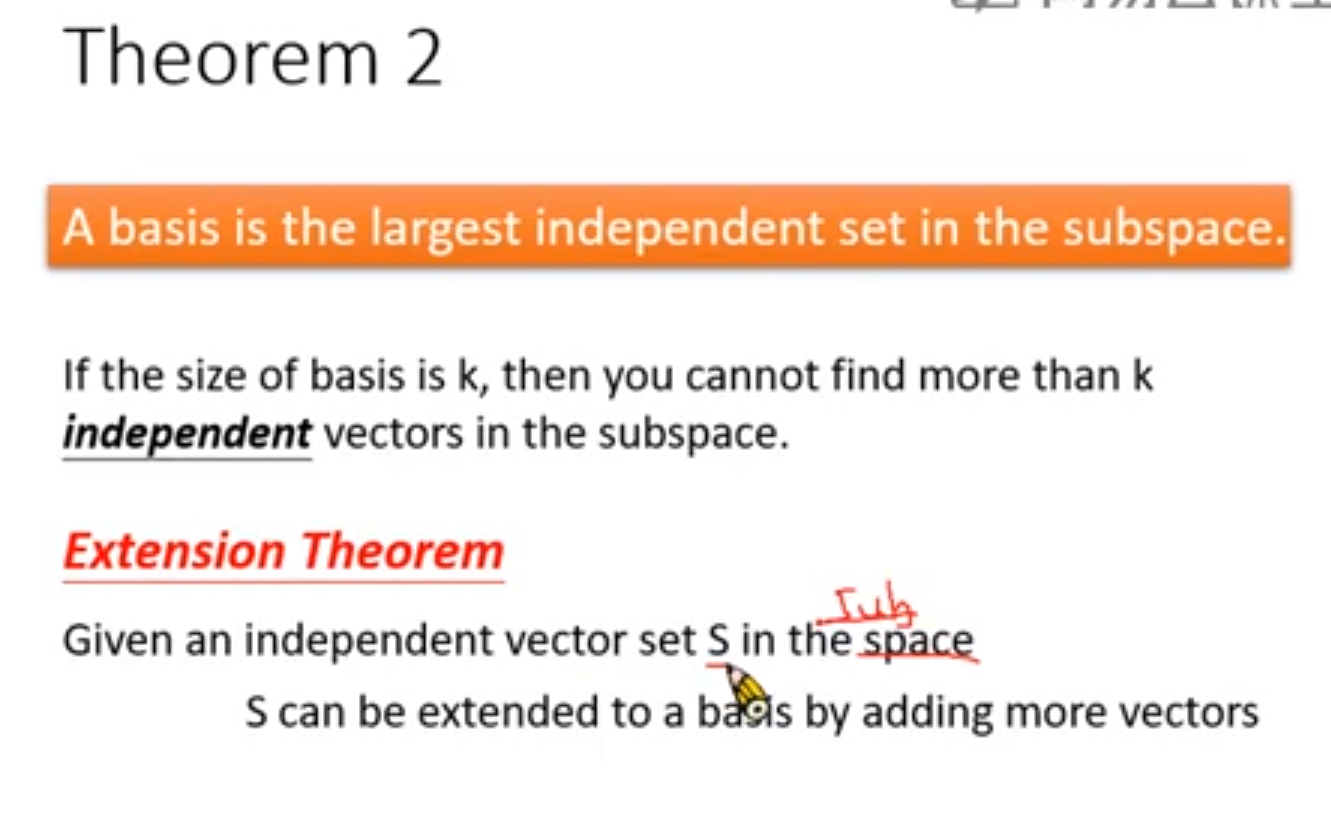 Theorem 2
A basis is the largest independent set in the subspace.
If the size of basis is k, then you cannot find more than k
independent vectors in the subspace.
Extension Theorem
Sub
Given an independent vector set S in the space
S can be extended to a basis by adding more vectors